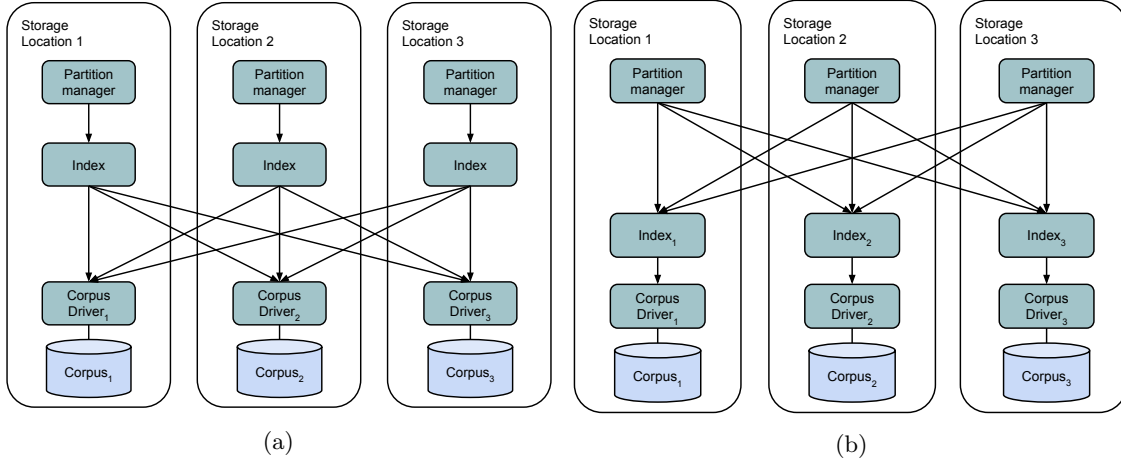 Storage
Location 1
Partition
manager
Index
Corpus
Driver₁
Corpus₁
Storage
Location 2
Partition
manager
Index
Corpus
Driver₂
Corpus₂
Storage
Location 3
Partition
manager
Index
Corpus
Driver₃
Corpus₃
(a)
Storage
Location 1
Partition
manager
Index₁
Corpus
Driver₁
Corpus₁
Storage
Location 2
Partition
manager
Index₂
Corpus
Driver₂
Corpus₂
Storage
Location 3
Partition
manager
Index₃
Corpus
Driver₃
Corpus₃
(b)